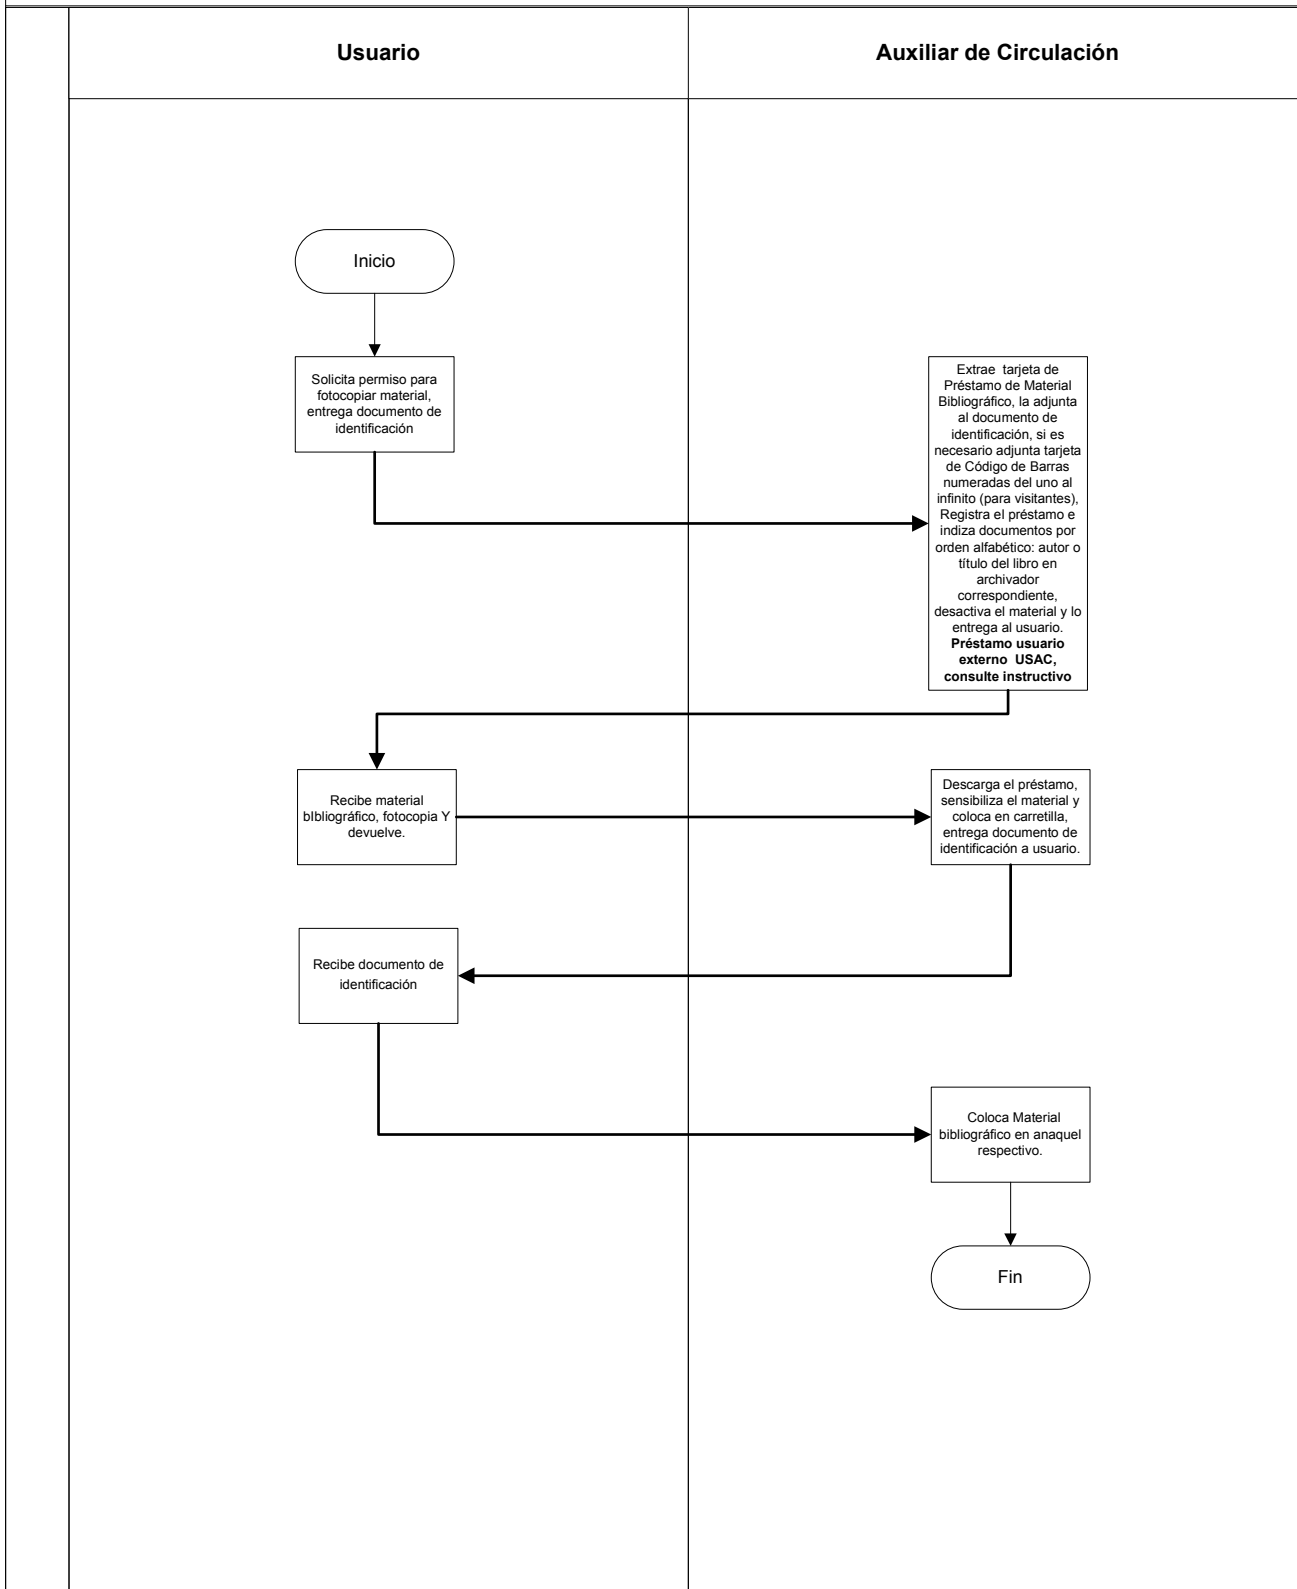 Usuario
Auxiliar de Circulación
Inicio
Solicita permiso para
fotocopiar material,
entrega documento de
identificación
Extrae tarjeta de
Préstamo de Material
Bibliográfico, la adjunta
al documento de
identificación, si es
necesario adjunta tarjeta
de Código de Barras
numeradas del uno al
infinito (para visitantes),
Registra el préstamo e
indiza documentos por
orden alfabético: autor o
título del libro en
archivador
correspondiente,
desactiva el material y lo
entrega al usuario.
Préstamo usuario
externo USAC,
consulte instructivo
Recibe material
bIbliográfico, fotocopia Y
devuelve.
Descarga el préstamo,
sensibiliza el material y
coloca en carretilla,
entrega documento de
identificación a usuario.
Recibe documento de
identificación
Coloca Material
bibliográfico en anaquel
respectivo.
Fin